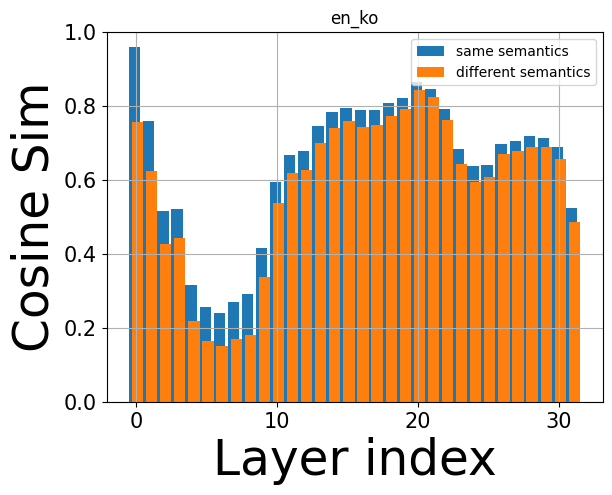 en_ko
same semantics
different semantics
Cosine Sim
1.0
0.8
0.6
0.4
0.2
0.0
0 10 20 30
Layer index